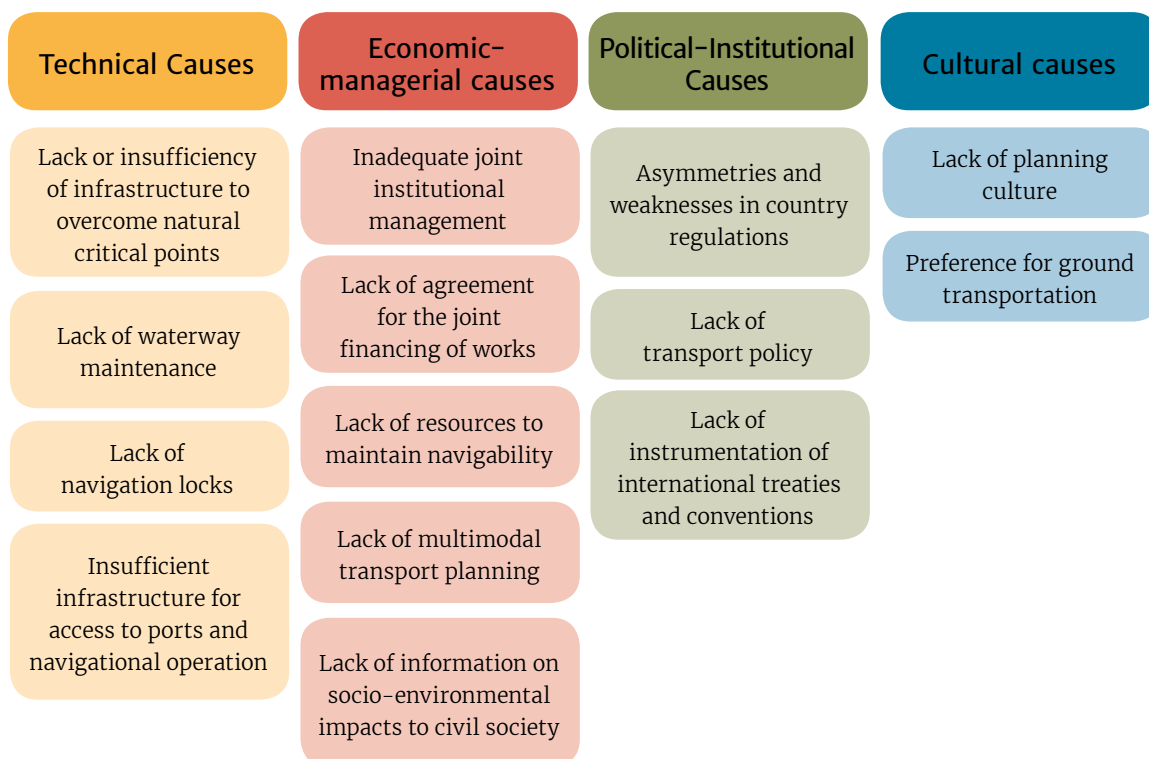 Technical Causes
Lack or insufficiency
of infrastructure to
overcome natural
critical points
Lack of waterway
maintenance
Lack of
navigation locks
Insufficient
infrastructure for
access to ports and
navigational operation
Economic-
managerial causes
Inadequate joint
institutional
management
Lack of agreement
for the joint
financing of works
Lack of resources to
maintain navigability
Lack of multimodal
transport planning
Lack of information on
socio-environmental
impacts to civil society
Political-Institutional
Causes
Asymmetries and
weaknesses in country
regulations
Lack of
transport policy
Lack of
instrumentation of
international treaties
and conventions
Cultural causes
Lack of planning
culture
Preference for ground
transportation